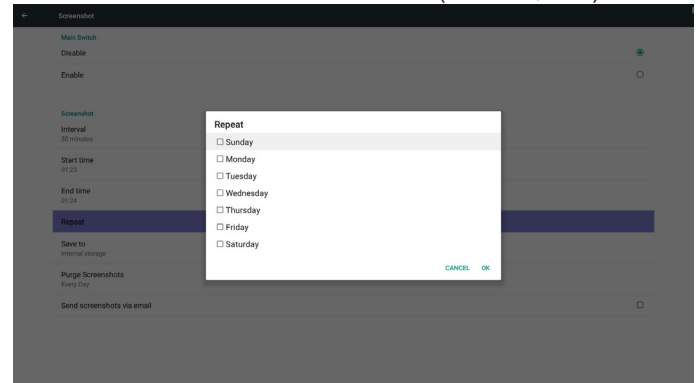 Screenshot
Main Switch
Disable
Enable
Screenshot
Interval
30 minutes
Start time
01:23
End time
01:24
Repeat
Save to
Internal storage
Purge Screenshots
Every Day
Send screenshots via email
Repeat
Sunday
Monday
Tuesday
Wednesday
Thursday
Friday
Saturday
CANCEL OK